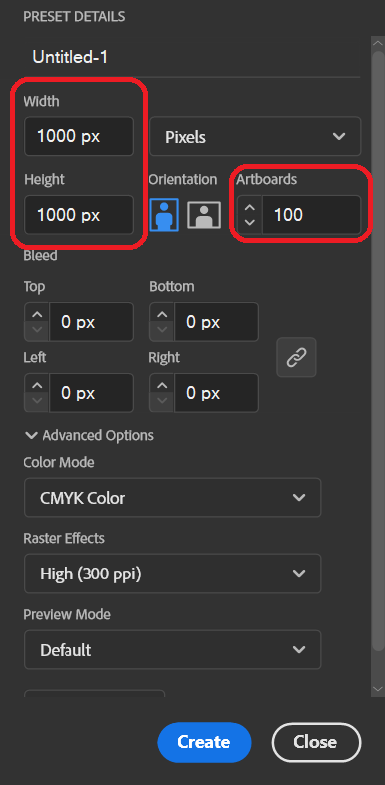 PRESET DETAILS
Untitled-1
Width
1000 px
Pixels
Height
Orientation
Artboards
1000 px
100
Bleed
Top
Bottom
0 px
0 px
Left
Right
0 px
0 px
Advanced Options
Color Mode
CMYK Color
Raster Effects
High (300 ppi)
Preview Mode
Default
Create
Close